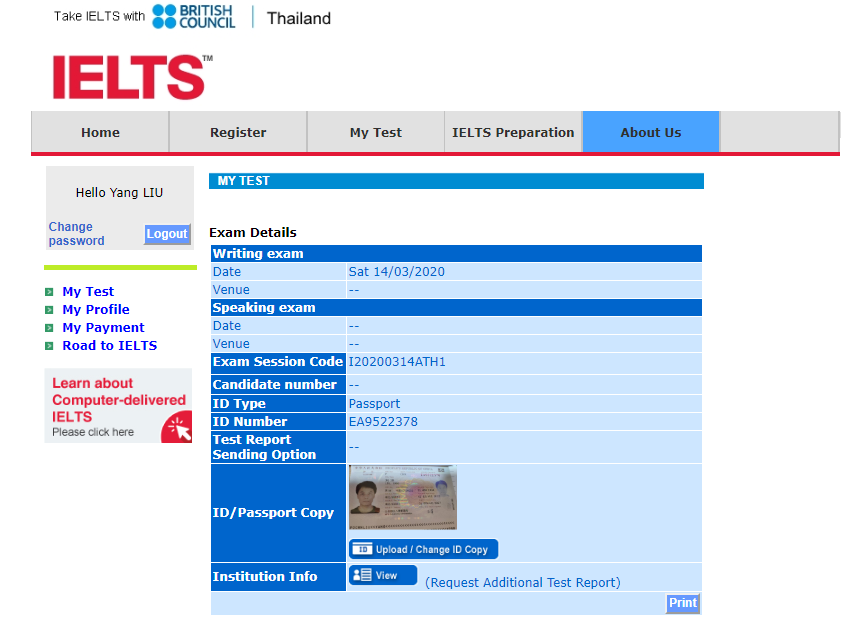 Take IELTS with BRITISH COUNCIL Thailand
IELTS™
Home Register My Test IELTS Preparation About Us
Hello Yang LIU
Change password
Logout
My Test
My Profile
My Payment
Road to IELTS
Learn about
Computer-delivered
IELTS
Please click here
MY TEST
Exam Details
Writing exam
Date Sat 14/03/2020
Venue --
Speaking exam
Date --
Venue --
Exam Session Code I20200314ATH1
Candidate number --
ID Type Passport
ID Number EA9522378
Test Report Sending Option --
ID/Passport Copy
ID Upload / Change ID Copy
Institution Info View (Request Additional Test Report)
Print